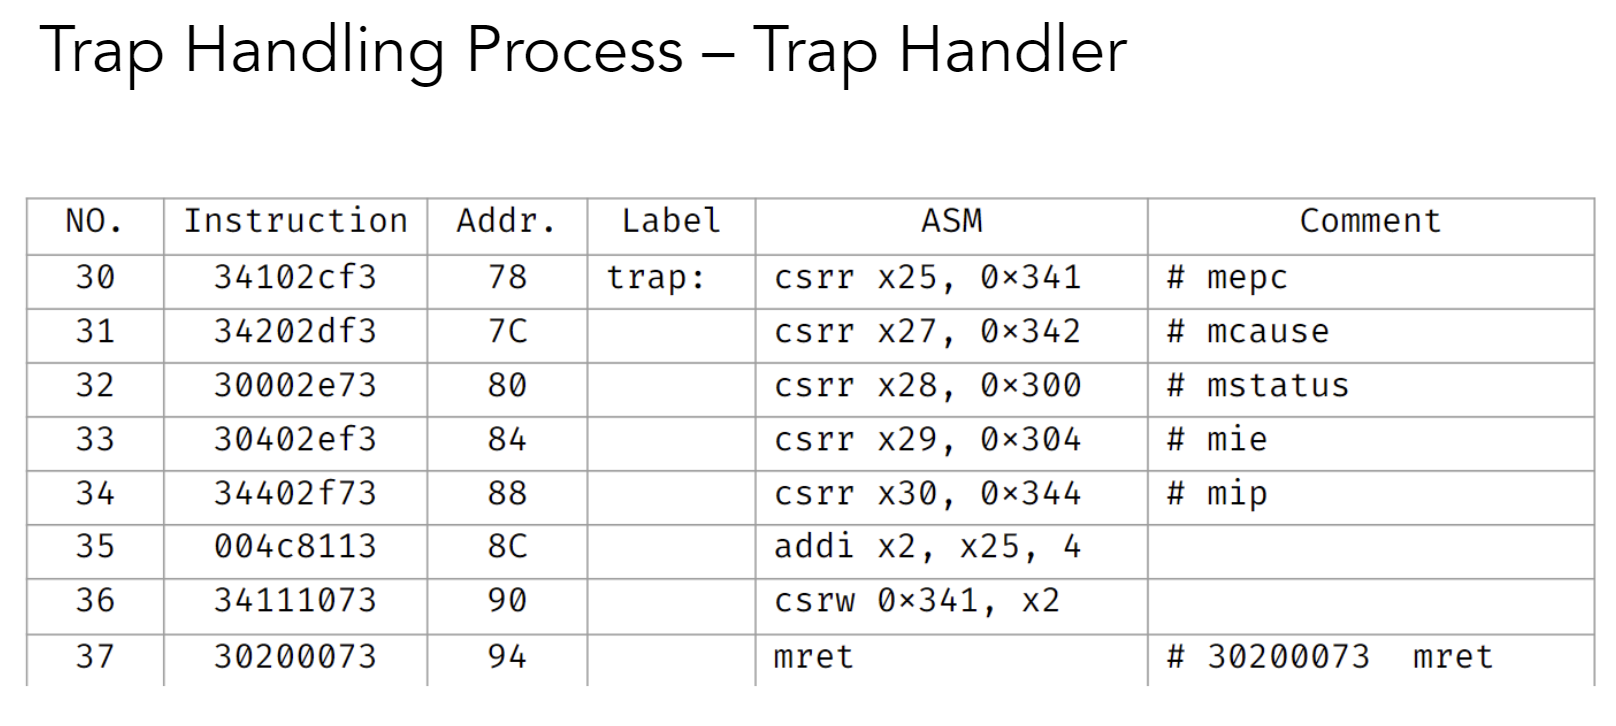 Trap Handling Process – Trap Handler
NO. Instruction Addr. Label ASM Comment
30 34102cf3 78 trap: csrr x25, 0×341 # mepc
31 34202df3 7C csrr x27, 0×342 # mcause
32 30002e73 80 csrr x28, 0×300 # mstatus
33 30402ef3 84 csrr x29, 0×304 # mie
34 34402f73 88 csrr x30, 0×344 # mip
35 004c8113 8C addi x2, x25, 4
36 34111073 90 csrw 0×341, x2
37 30200073 94 mret # 30200073 mret